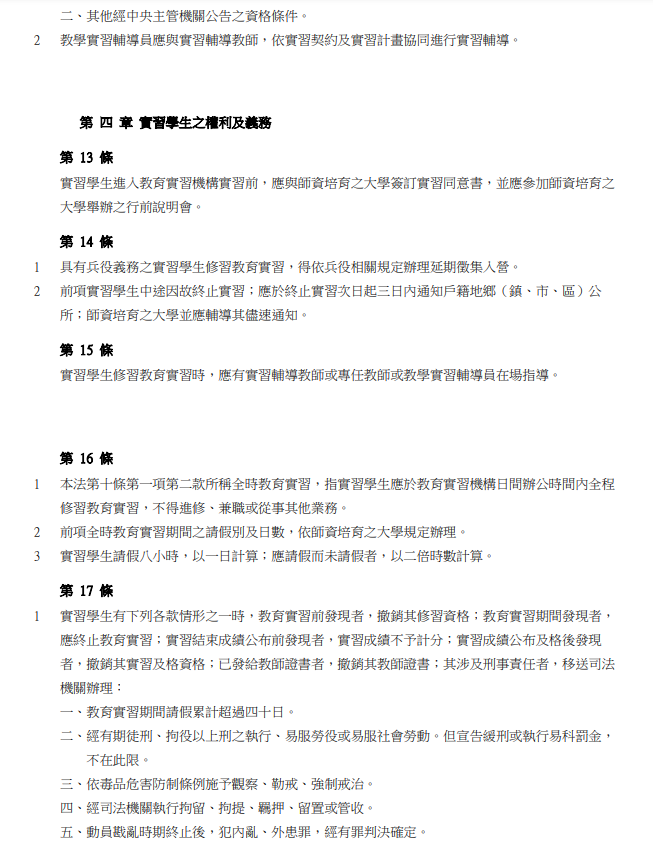 二、其他經中央主管機關公告之資格條件。
2 教學實習輔導員應與實習輔導教師，依實習契約及實習計畫協同進行實習輔導。
第 四 章 實習學生之權利及義務
第 13 條
實習學生進入教育實習機構實習前，應與師資培育之大學簽訂實習同意書，並應參加師資培育之
大學舉辦之行前說明會。
第 14 條
1 具有兵役義務之實習學生修習教育實習，得依兵役相關規定辦理延期徵集入營。
2 前項實習學生中途因故終止實習；應於終止實習次日起三日內通知戶籍地鄉（鎮、市、區）公
所；師資培育之大學並應輔導其儘速通知。
第 15 條
實習學生修習教育實習時，應有實習輔導教師或專任教師或教學實習輔導員在場指導。
第 16 條
1 本法第十條第一項第二款所稱全時教育實習，指實習學生應於教育實習機構日間辦公時間內全程
修習教育實習，不得進修、兼職或從事其他業務。
2 前項全時教育實習期間之請假別及日數，依師資培育之大學規定辦理。
3 實習學生請假八小時，以一日計算；應請假而未請假者，以二倍時數計算。
第 17 條
1 實習學生有下列各款情形之一時，教育實習前發現者，撤銷其修習資格；教育實習期間發現者，
應終止教育實習；實習結束成績公布前發現者，實習成績不予計分；實習成績公布及格後發現
者，撤銷其實習及格資格；已發給教師證書者，撤銷其教師證書；其涉及刑事責任者，移送司法
機關辦理：
一、教育實習期間請假累計超過四十日。
二、經有期徒刑、拘役以上刑之執行、易服勞役或易服社會勞動。但宣告緩刑或執行易科罰金，
不在此限。
三、依毒品危害防制條例施予觀察、勒戒、強制戒治。
四、經司法機關執行拘留、拘提、羈押、留置或管收。
五、動員戡亂時期終止後，犯內亂、外患罪，經有罪判決確定。